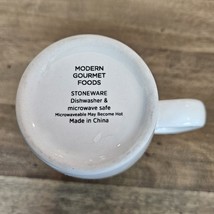 MODERN
GOURMET
FOODS
STONEWARE
Dishwasher &
microwave safe
Microwaveable May Become Hot
Made in China